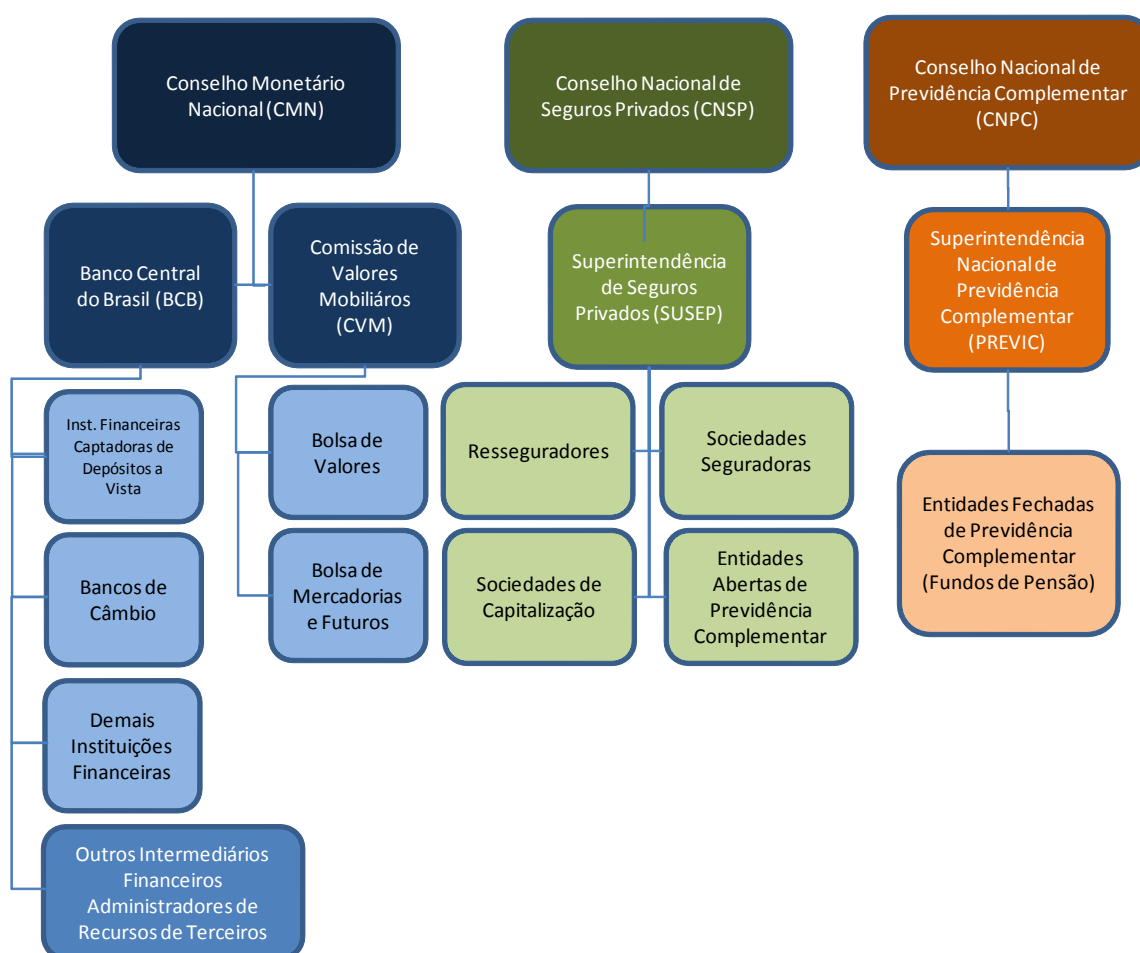 Conselho Monetário
Nacional (CMN)
Conselho Nacional de
Seguros Privados (CNSP)
Conselho Nacional de
Previdência Complementar
(CNPC)
Banco Central
do Brasil (BCB)
Comissão de
Valores
Mobiliáros
(CVM)
Superintendência
de Seguros
Privados (SUSEP)
Superintendência
Nacional de
Previdência
Complementar
(PREVIC)
Inst. Financeiras
Captadoras de
Depósitos a
Vista
Bolsa de
Valores
Resseguradores
Sociedades
Seguradoras
Entidades Fechadas
de Previdência
Complementar
(Fundos de Pensão)
Bancos de
Câmbio
Bolsa de
Mercadorias
e Futuros
Sociedades de
Capitalização
Entidades
Abertas de
Previdência
Complementar
Demais
Instituições
Financeiras
Outros Intermediários
Financeiros
Administradores de
Recursos de Terceiros